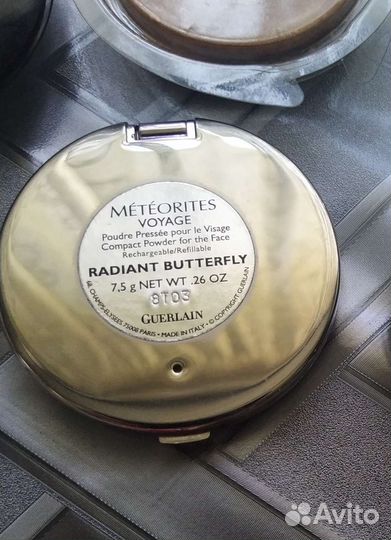 MÉTÉORITES
VOYAGE
Poudre Pressée pour le Visage
Compact Powder for the Face
Rechargeable/Refillable
RADIANT BUTTERFLY
7,5 g NET WT .26 OZ
8T03
GUERLAIN
68, CHAMPS-ELYSEES 75008 PARIS • MADE IN ITALY • © COPYRIGHT GUERLAIN
Avito